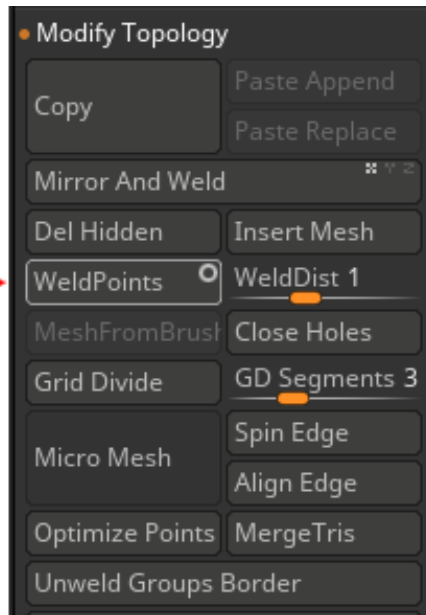 Modify Topology
Copy
Paste Append
Paste Replace
Mirror And Weld
X Y Z
Del Hidden
Insert Mesh
WeldPoints
WeldDist 1
MeshFromBrush
Close Holes
Grid Divide
GD Segments 3
Micro Mesh
Spin Edge
Align Edge
Optimize Points
MergeTris
Unweld Groups Border